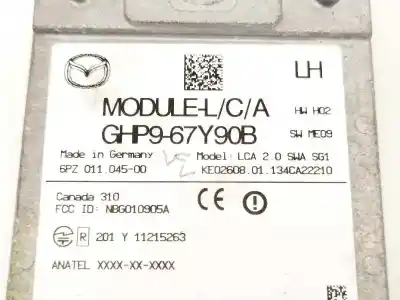 LH
MODULE-L/C/A
HW H02
GHP9-67Y90B
SW ME09
Made in Germany
Model: LCA 2.0 SWA SG1
6PZ 011.045-00
KE02608.01.134CA22210
Canada 310
FCC ID: NBG010905A
CE
R 201 Y 11215263
ANATEL XXXX-XX-XXXX